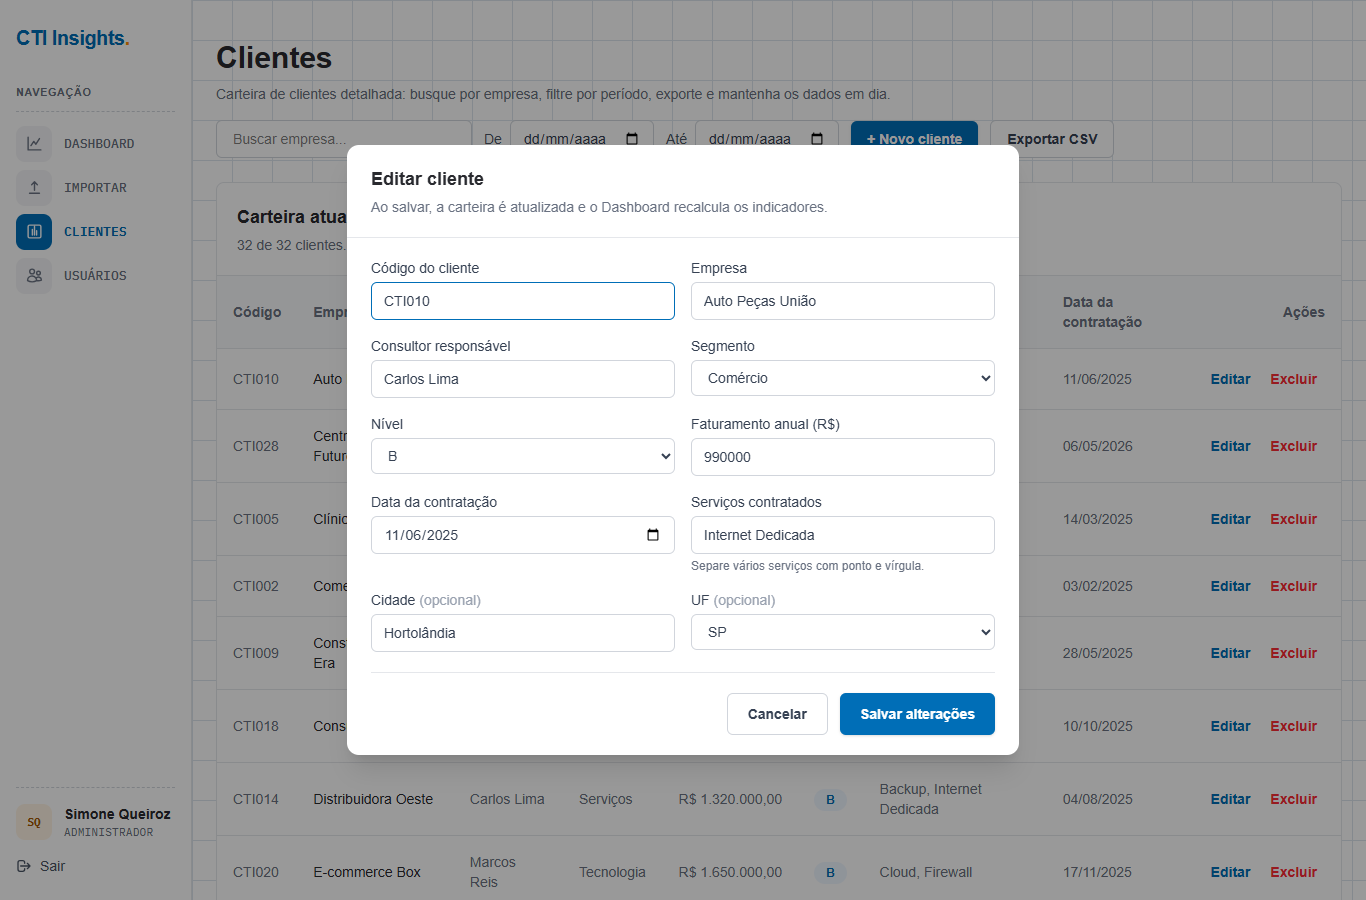 CTI Insights.
NAVEGAÇÃO
DASHBOARD
IMPORTAR
CLIENTES
USUÁRIOS
SQ
Simone Queiroz
ADMINISTRADOR
Sair
Clientes
Carteira de clientes detalhada: busque por empresa, filtre por período, exporte e mantenha os dados em dia.
Buscar empresa... De dd/mm/aaaa Até dd/mm/aaaa + Novo cliente Exportar CSV
Carteira atua
32 de 32 clientes.
Código Empr Data da contratação Ações
CTI010 Auto 11/06/2025 Editar Excluir
CTI028 Centr Futur 06/05/2026 Editar Excluir
CTI005 Clínic 14/03/2025 Editar Excluir
CTI002 Come 03/02/2025 Editar Excluir
CTI009 Cons Era 28/05/2025 Editar Excluir
CTI018 Cons 10/10/2025 Editar Excluir
CTI014 Distribuidora Oeste Carlos Lima Serviços R$ 1.320.000,00 B Backup, Internet Dedicada 04/08/2025 Editar Excluir
CTI020 E-commerce Box Marcos Reis Tecnologia R$ 1.650.000,00 B Cloud, Firewall 17/11/2025 Editar Excluir
Editar cliente
Ao salvar, a carteira é atualizada e o Dashboard recalcula os indicadores.
Código do cliente
CTI010
Empresa
Auto Peças União
Consultor responsável
Carlos Lima
Segmento
Comércio
Nível
B
Faturamento anual (R$)
990000
Data da contratação
11/06/2025
Serviços contratados
Internet Dedicada
Separe vários serviços com ponto e vírgula.
Cidade (opcional)
Hortolândia
UF (opcional)
SP
Cancelar
Salvar alterações